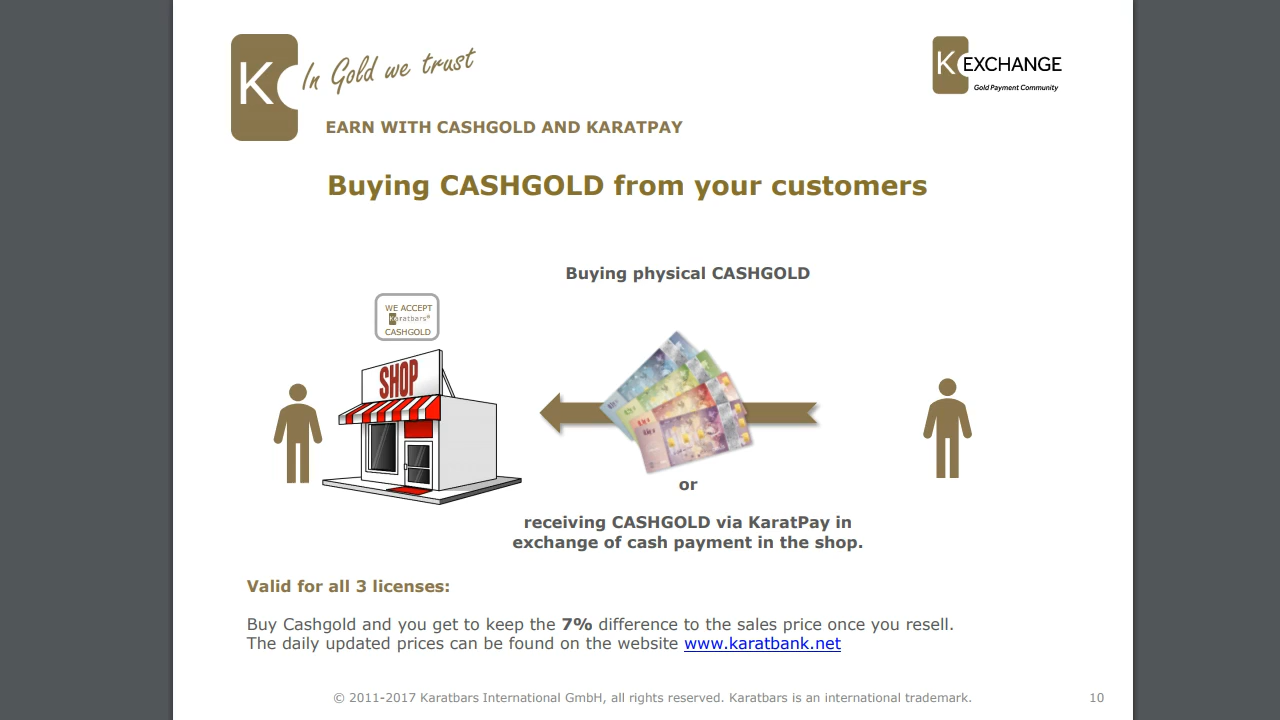 K In Gold we trust
K EXCHANGE
Gold Payment Community
EARN WITH CASHGOLD AND KARATPAY
Buying CASHGOLD from your customers
Buying physical CASHGOLD
WE ACCEPT
Karatbars®
CASHGOLD
SHOP
or
receiving CASHGOLD via KaratPay in
exchange of cash payment in the shop.
Valid for all 3 licenses:
Buy Cashgold and you get to keep the 7% difference to the sales price once you resell.
The daily updated prices can be found on the website www.karatbank.net
© 2011-2017 Karatbars International GmbH, all rights reserved. Karatbars is an international trademark.
10